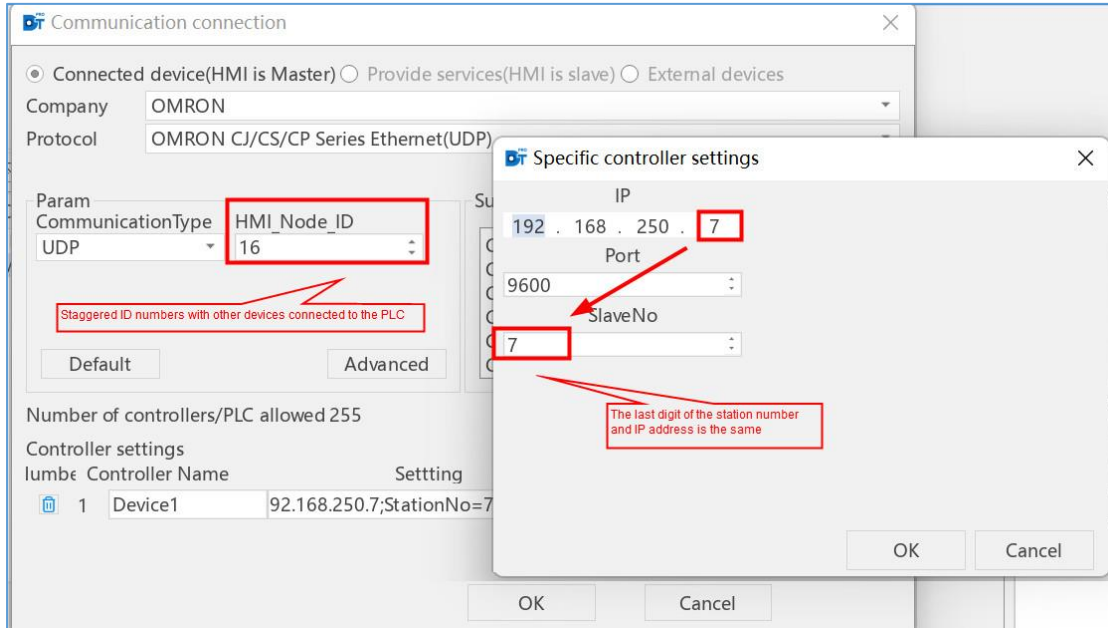 Communication connection
Connected device(HMI is Master) Provide services(HMI is slave) External devices
Company OMRON
Protocol OMRON CJ/CS/CP Series Ethernet(UDP)
Specific controller settings
IP
192 . 168 . 250 . 7
Port
9600
SlaveNo
7
The last digit of the station number
and IP address is the same
OK Cancel
Param
CommunicationType HMI_Node_ID
UDP 16
Staggered ID numbers with other devices connected to the PLC
Default Advanced
Su
Number of controllers/PLC allowed 255
Controller settings
lumbe Controller Name Settting
1 Device1 92.168.250.7;StationNo=7
OK Cancel